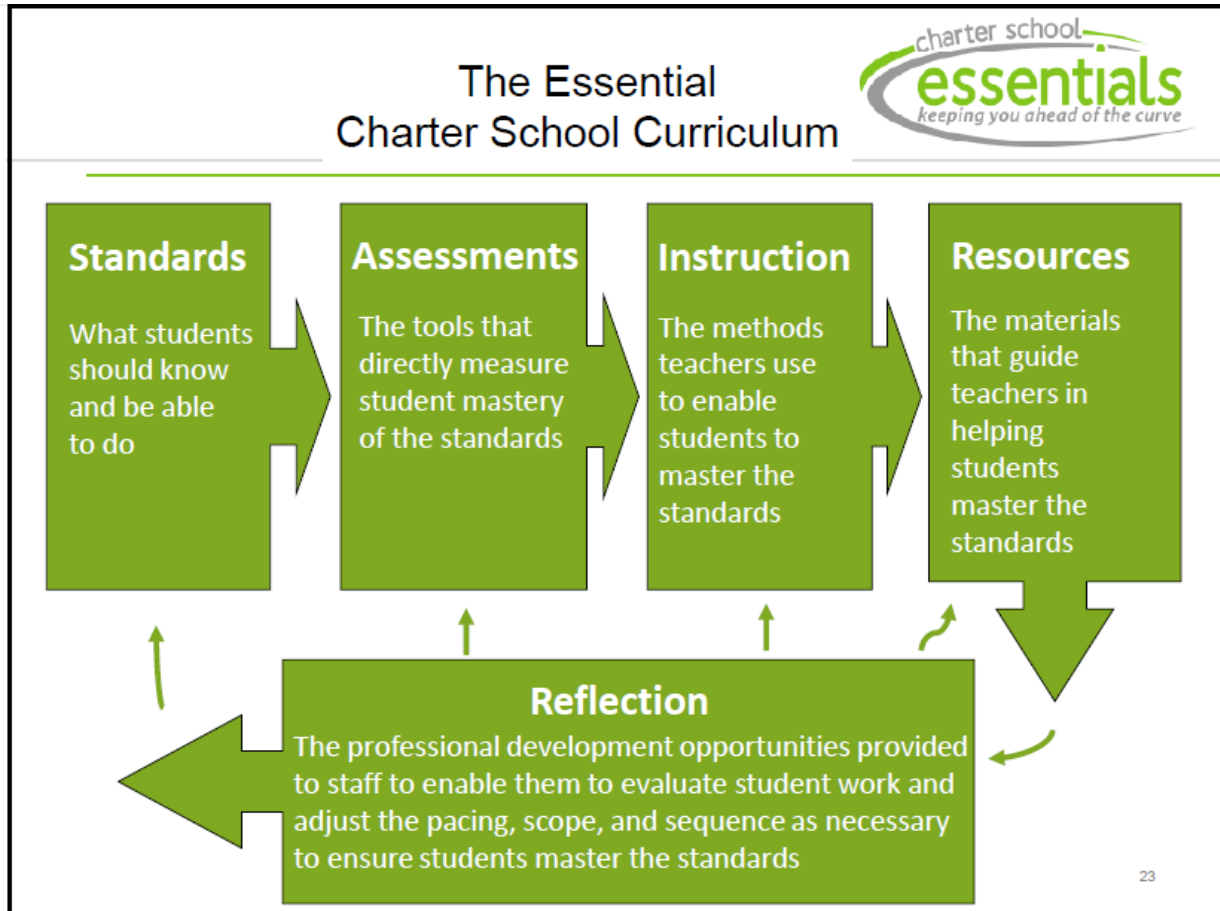 The Essential
Charter School Curriculum
charter school
essentials
keeping you ahead of the curve
Standards
What students
should know
and be able
to do
Assessments
The tools that
directly measure
student mastery
of the standards
Instruction
The methods
teachers use
to enable
students to
master the
standards
Resources
The materials
that guide
teachers in
helping
students
master the
standards
Reflection
The professional development opportunities provided
to staff to enable them to evaluate student work and
adjust the pacing, scope, and sequence as necessary
to ensure students master the standards
23